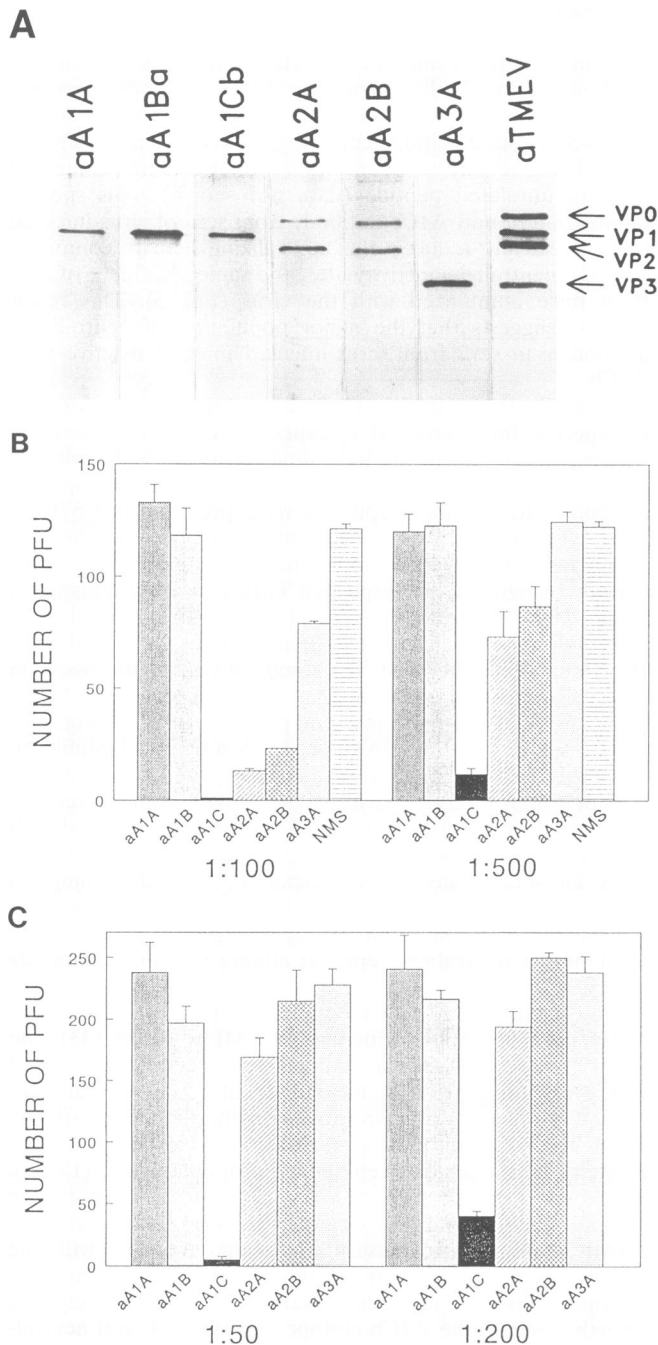 A
aA1A
aA1Ba
aA1Cb
aA2A
aA2B
aA3A
aTMEV
VP0
VP1
VP2
VP3
B
NUMBER OF PFU
150
100
50
0
aA1A aA1B aA1C aA2A aA2B aA3A NMS aA1A aA1B aA1C aA2A aA2B aA3A NMS
1:100 1:500
C
NUMBER OF PFU
250
200
150
100
50
0
aA1A aA1B aA1C aA2A aA2B aA3A aA1A aA1B aA1C aA2A aA2B aA3A
1:50 1:200